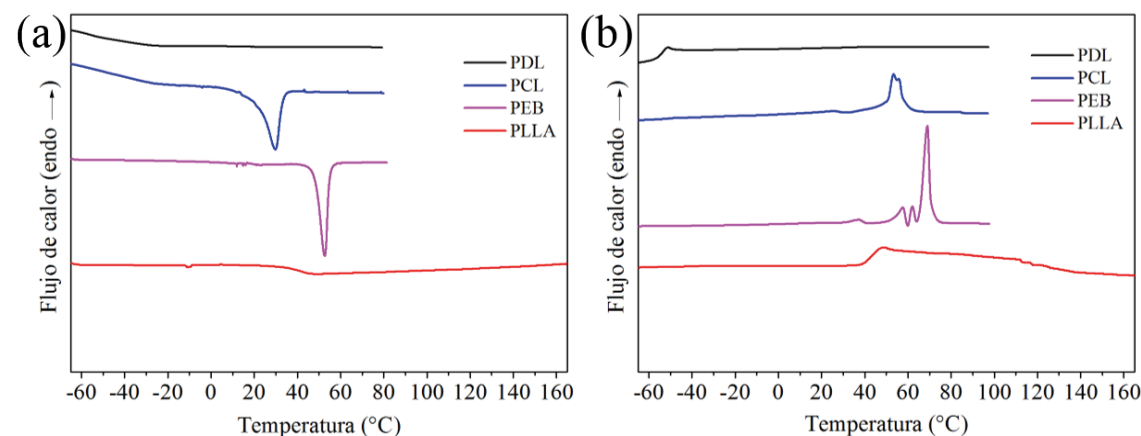 (a)
PDL
PCL
PEB
PLLA
Flujo de calor (endo →)
-60 -40 -20 0 20 40 60 80 100 120 140 160
Temperatura (°C)
(b)
PDL
PCL
PEB
PLLA
Flujo de calor (endo →)
-60 -40 -20 0 20 40 60 80 100 120 140 160
Temperatura (°C)